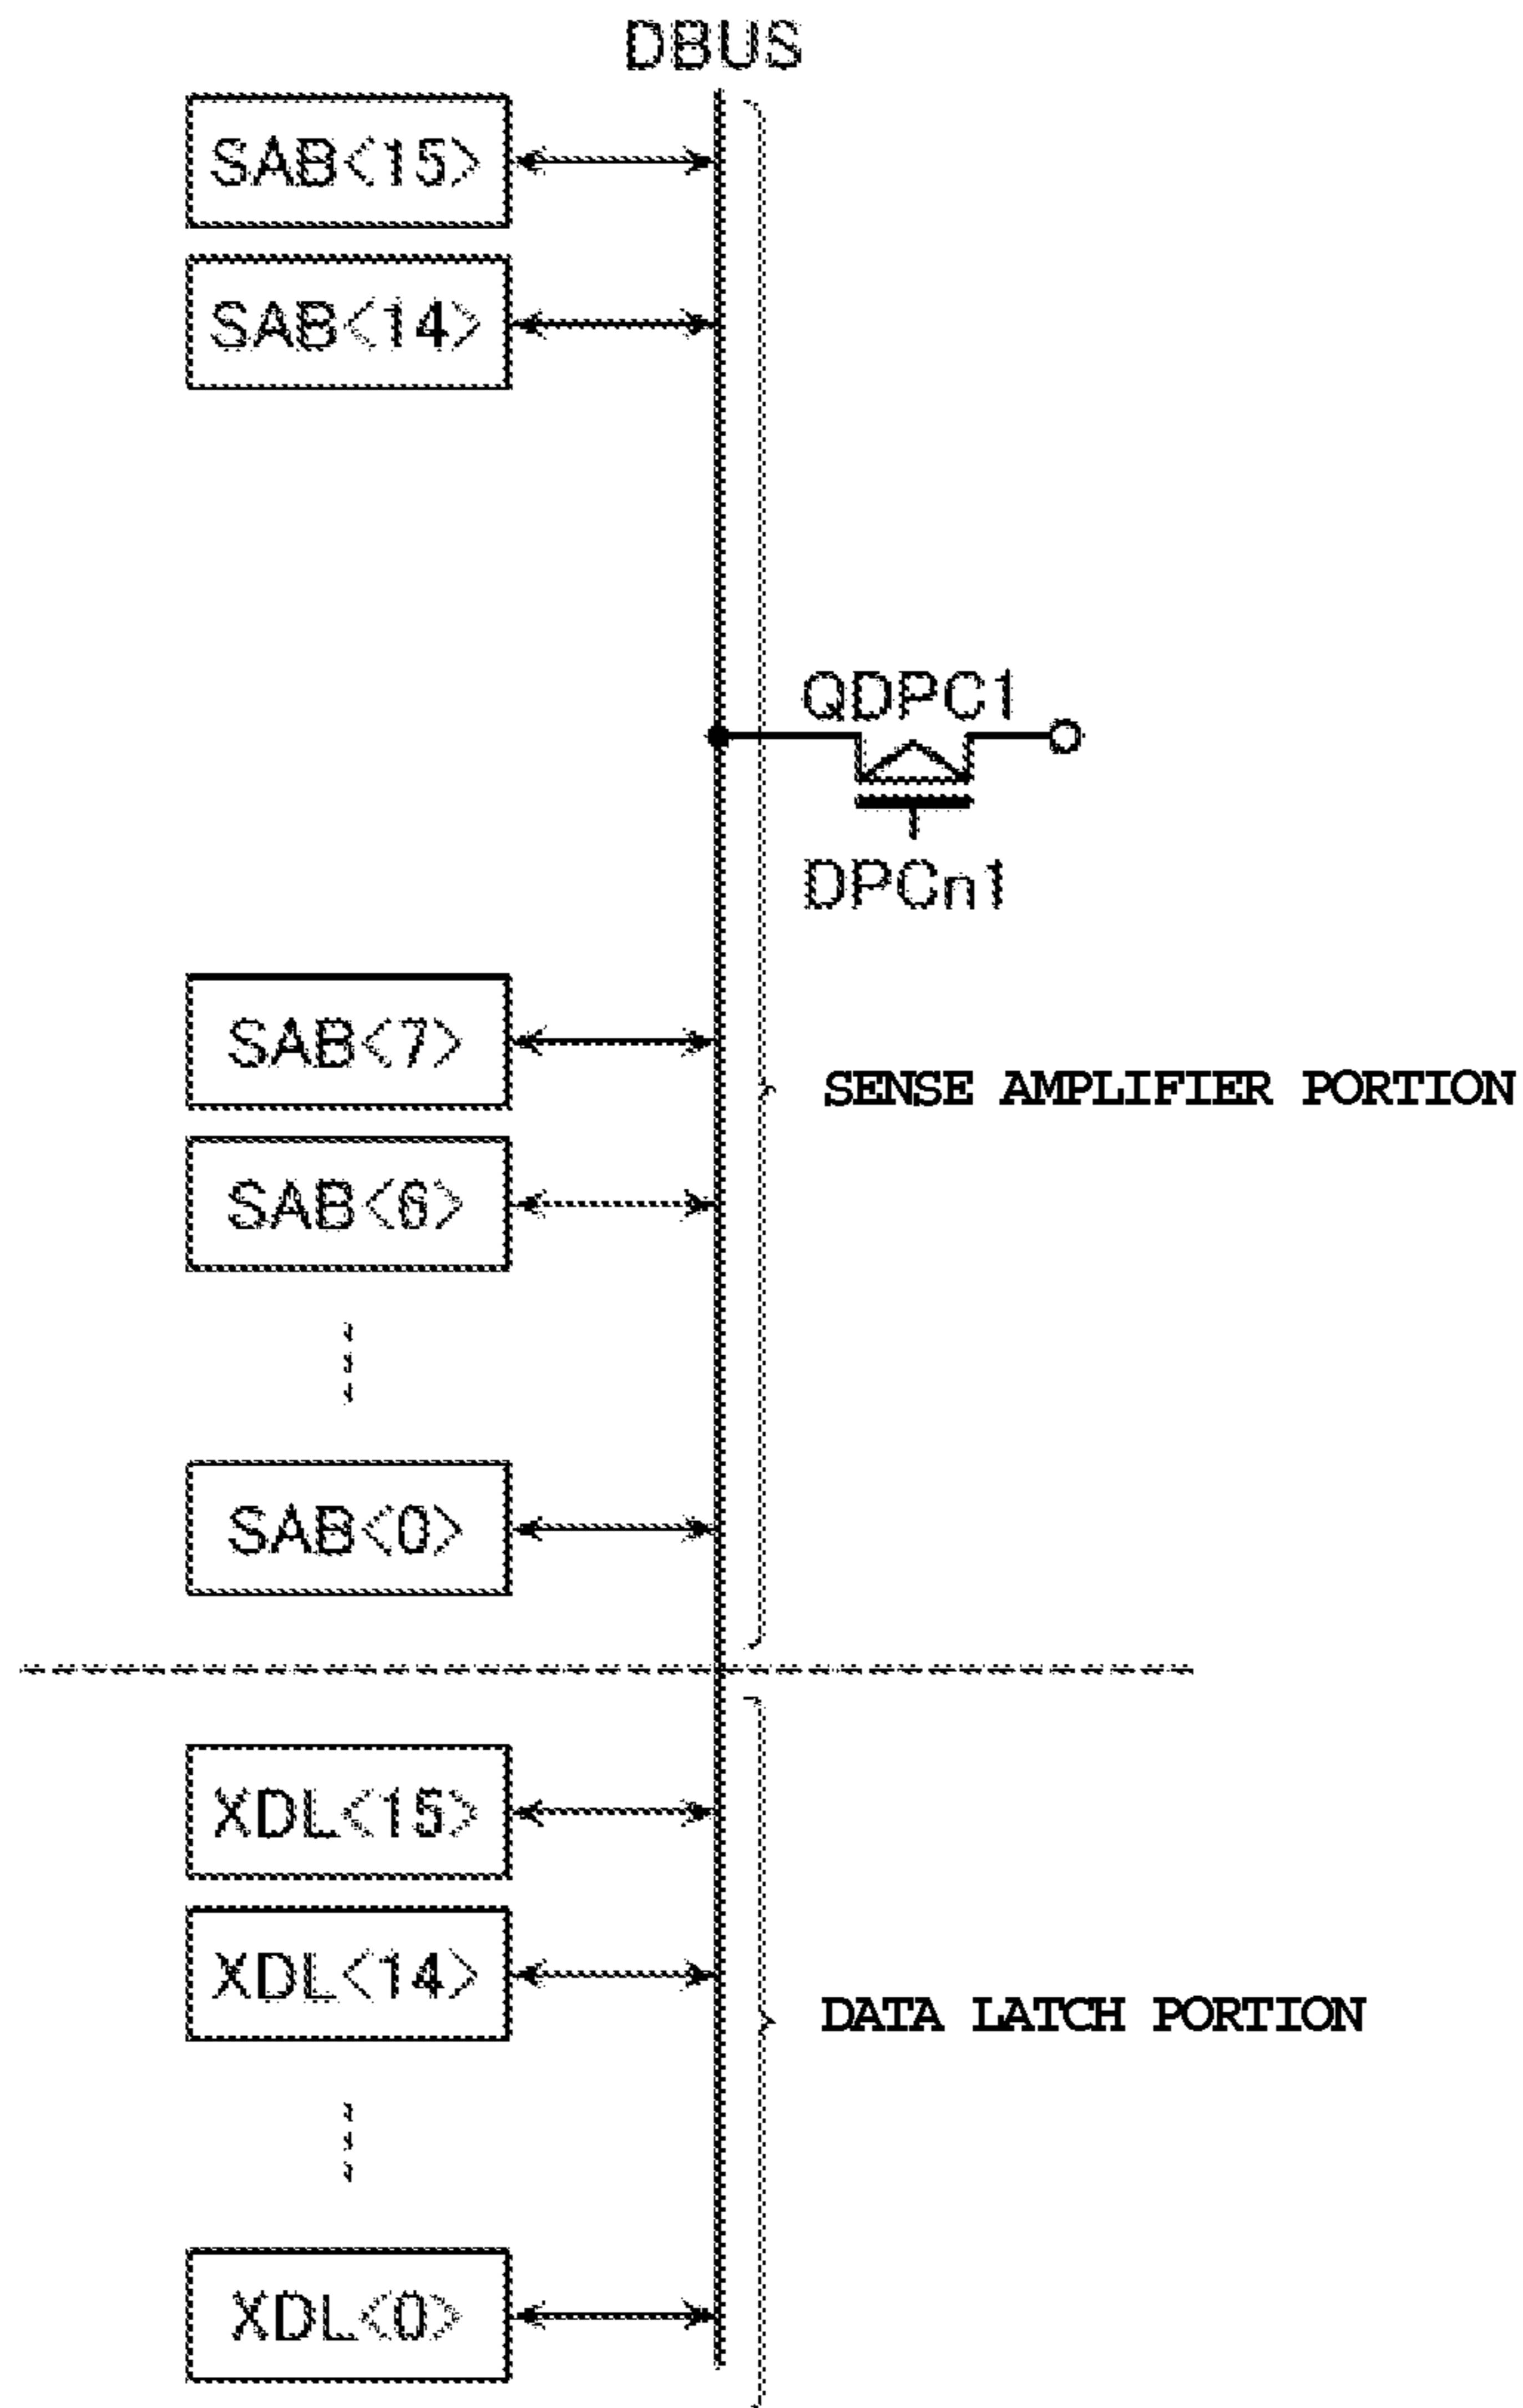 DBUS
SAB<15>
SAB<14>
QDPC1
DPCn1
SAB<7>
SENSE AMPLIFIER PORTION
SAB<6>
SAB<0>
XDL<15>
XDL<14>
DATA LATCH PORTION
XDL<0>